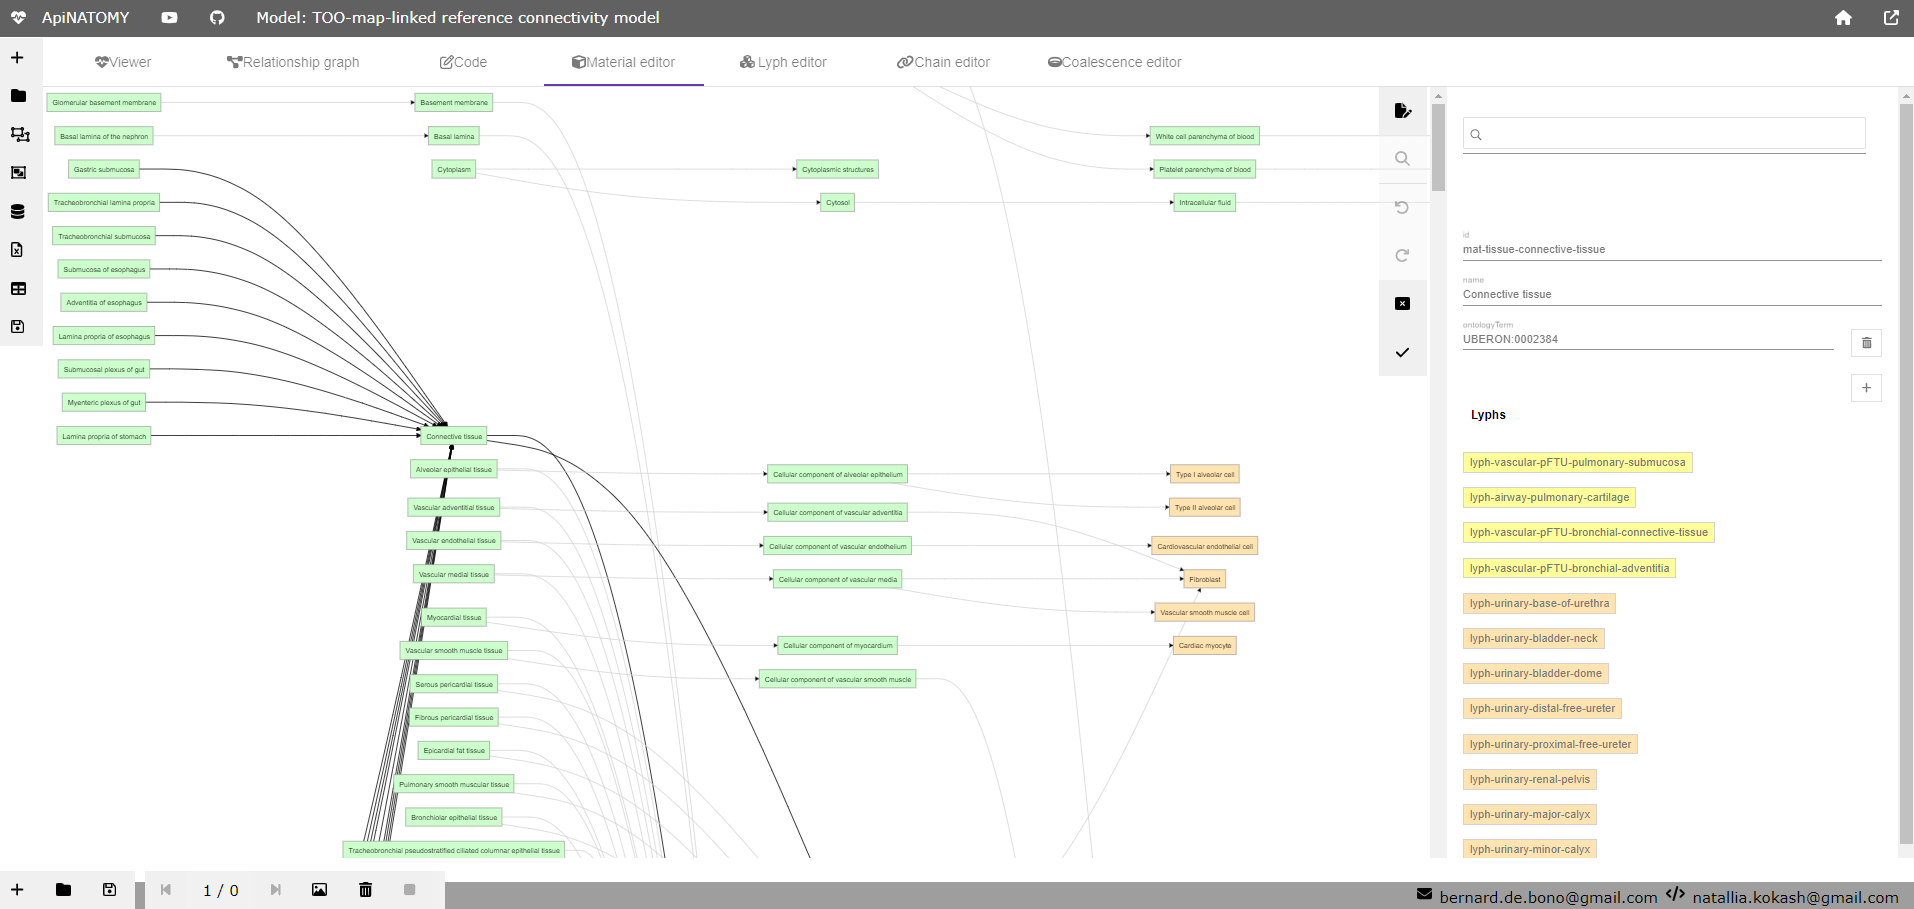 ApiNATOMY
Model: TOO-map-linked reference connectivity model
Viewer
Relationship graph
Code
Material editor
Lyph editor
Chain editor
Coalescence editor
Glomerular basement membrane
Basement membrane
Basal lamina of the nephron
Basal lamina
White cell parenchyma of blood
Gastric submucosa
Cytoplasm
Cytoplasmic structures
Platelet parenchyma of blood
Tracheobronchial lamina propria
Cytosol
Intracellular fluid
Tracheobronchial submucosa
Submucosa of esophagus
Adventitia of esophagus
Lamina propria of esophagus
Submucosal plexus of gut
Myenteric plexus of gut
Lamina propria of stomach
Connective tissue
Alveolar epithelial tissue
Cellular component of alveolar epithelium
Type I alveolar cell
Vascular adventitial tissue
Cellular component of vascular adventitia
Type II alveolar cell
Vascular endothelial tissue
Cellular component of vascular endothelium
Cardiovascular endothelial cell
Vascular medial tissue
Cellular component of vascular media
Fibroblast
Myocardial tissue
Vascular smooth muscle cell
Vascular smooth muscle tissue
Cellular component of myocardium
Cardiac myocyte
Serous pericardial tissue
Cellular component of vascular smooth muscle
Fibrous pericardial tissue
Epicardial fat tissue
Pulmonary smooth muscular tissue
Bronchiolar epithelial tissue
Tracheobronchial pseudostratified ciliated columnar epithelial tissue
id
mat-tissue-connective-tissue
name
Connective tissue
ontologyTerm
UBERON:0002384
Lyphs
lyph-vascular-pFTU-pulmonary-submucosa
lyph-airway-pulmonary-cartilage
lyph-vascular-pFTU-bronchial-connective-tissue
lyph-vascular-pFTU-bronchial-adventitia
lyph-urinary-base-of-urethra
lyph-urinary-bladder-neck
lyph-urinary-bladder-dome
lyph-urinary-distal-free-ureter
lyph-urinary-proximal-free-ureter
lyph-urinary-renal-pelvis
lyph-urinary-major-calyx
lyph-urinary-minor-calyx
1 / 0
bernard.de.bono@gmail.com
natallia.kokash@gmail.com